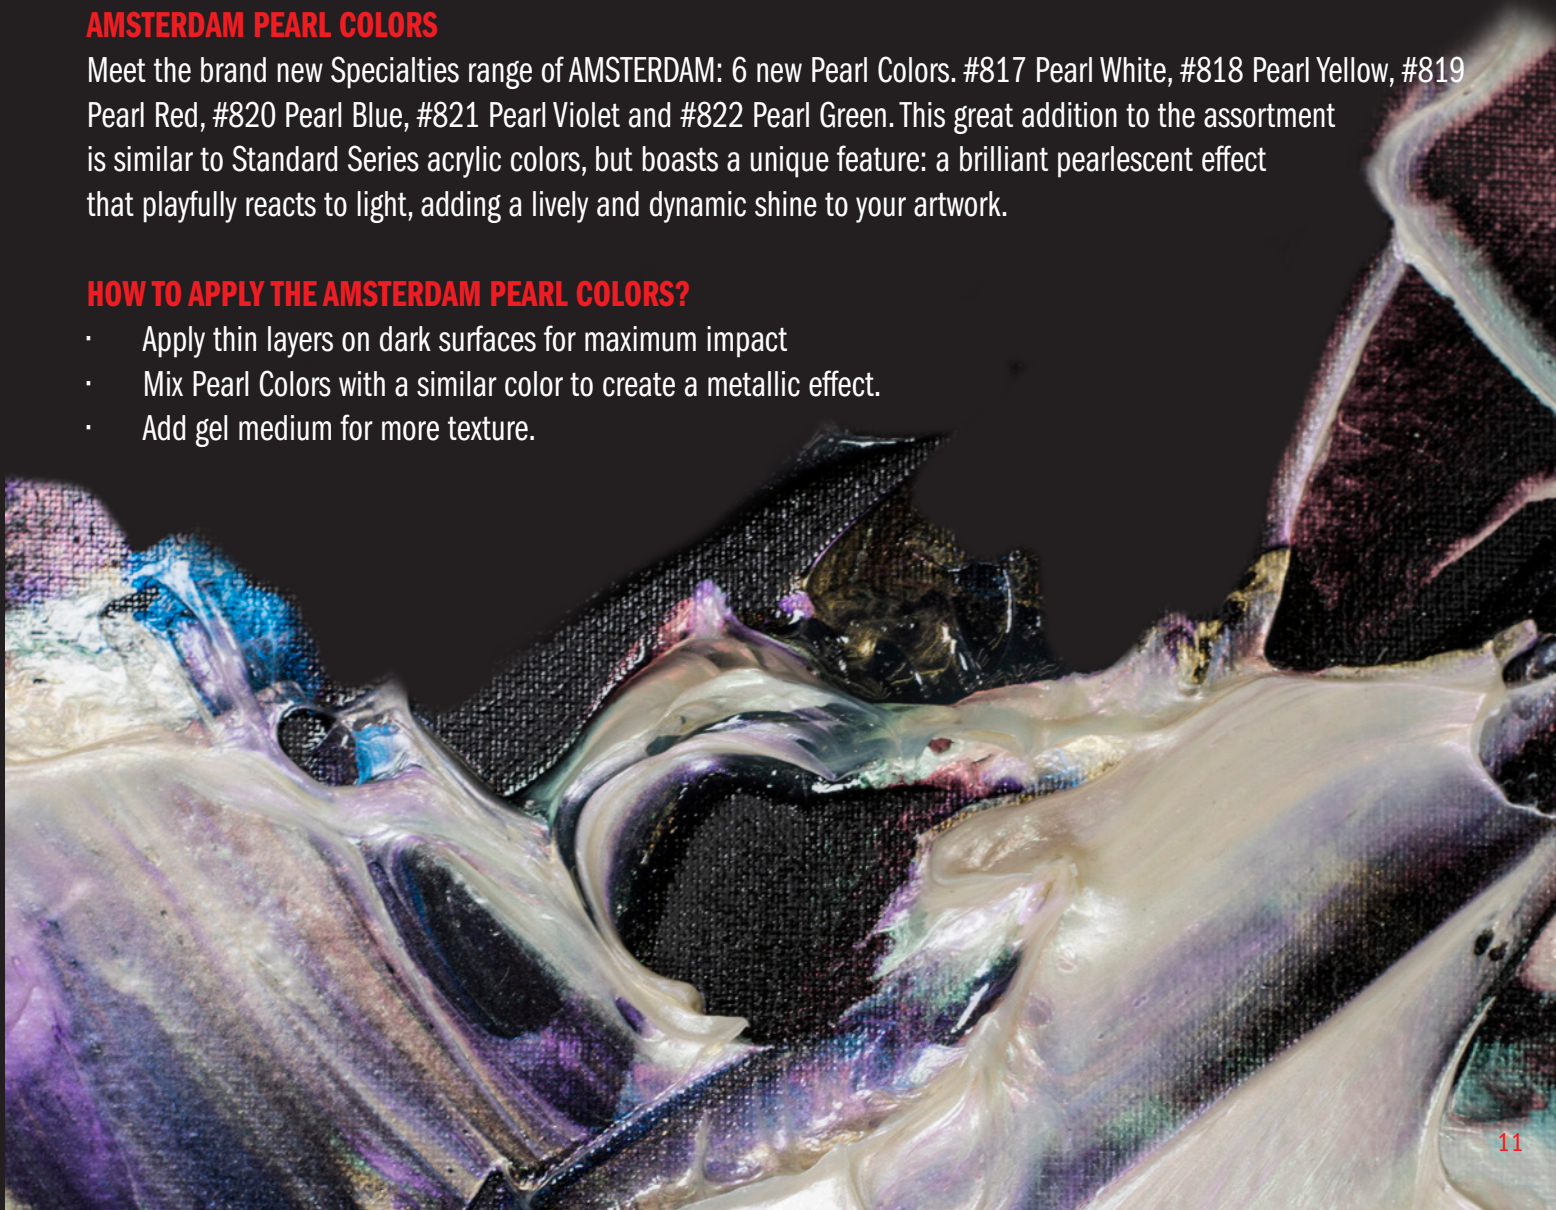 AMSTERDAM PEARL COLORS
Meet the brand new Specialties range of AMSTERDAM: 6 new Pearl Colors. #817 Pearl White, #818 Pearl Yellow, #819
Pearl Red, #820 Pearl Blue, #821 Pearl Violet and #822 Pearl Green. This great addition to the assortment
is similar to Standard Series acrylic colors, but boasts a unique feature: a brilliant pearlescent effect
that playfully reacts to light, adding a lively and dynamic shine to your artwork.
HOW TO APPLY THE AMSTERDAM PEARL COLORS?
· Apply thin layers on dark surfaces for maximum impact
· Mix Pearl Colors with a similar color to create a metallic effect.
· Add gel medium for more texture.
11